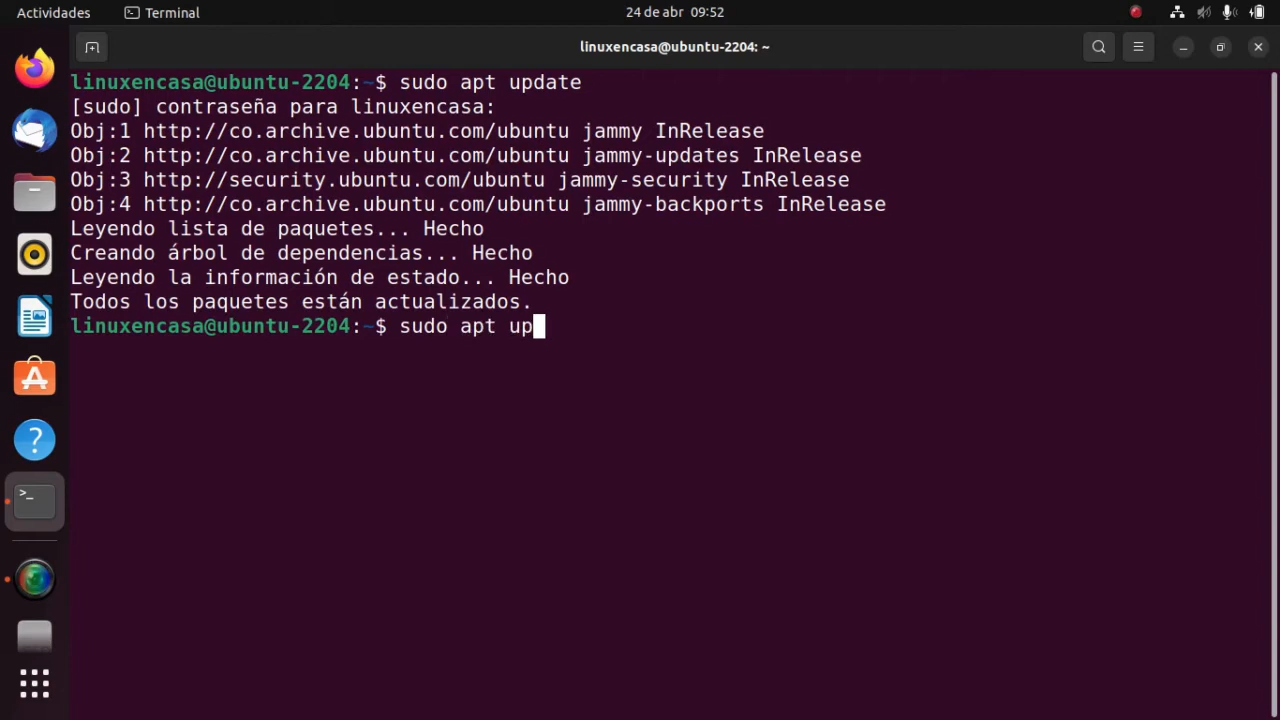 Actividades Terminal 24 de abr 09:52
linuxencasa@ubuntu-2204: ~
linuxencasa@ubuntu-2204:~$ sudo apt update
[sudo] contraseña para linuxencasa:
Obj:1 http://co.archive.ubuntu.com/ubuntu jammy InRelease
Obj:2 http://co.archive.ubuntu.com/ubuntu jammy-updates InRelease
Obj:3 http://security.ubuntu.com/ubuntu jammy-security InRelease
Obj:4 http://co.archive.ubuntu.com/ubuntu jammy-backports InRelease
Leyendo lista de paquetes... Hecho
Creando árbol de dependencias... Hecho
Leyendo la información de estado... Hecho
Todos los paquetes están actualizados.
linuxencasa@ubuntu-2204:~$ sudo apt up